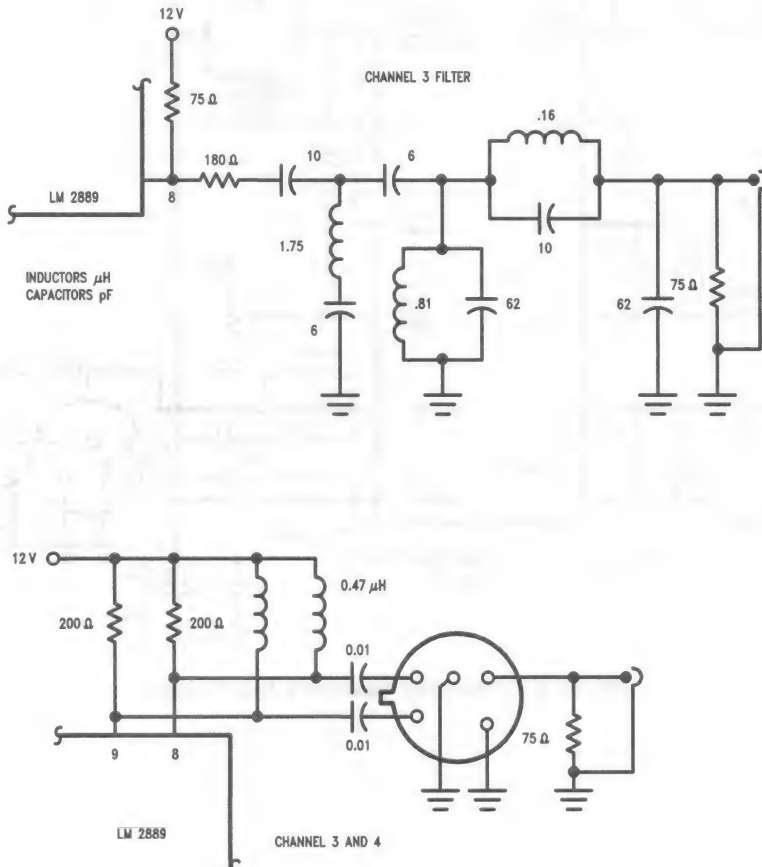 12 V
CHANNEL 3 FILTER
75 Ω
.16
180 Ω
10
6
LM 2889
8
10
1.75
INDUCTORS μH
CAPACITORS pF
.81
62
62
75 Ω
6
12 V
0.47 μH
200 Ω
200 Ω
0.01
0.01
75 Ω
9
8
LM 2889
CHANNEL 3 AND 4